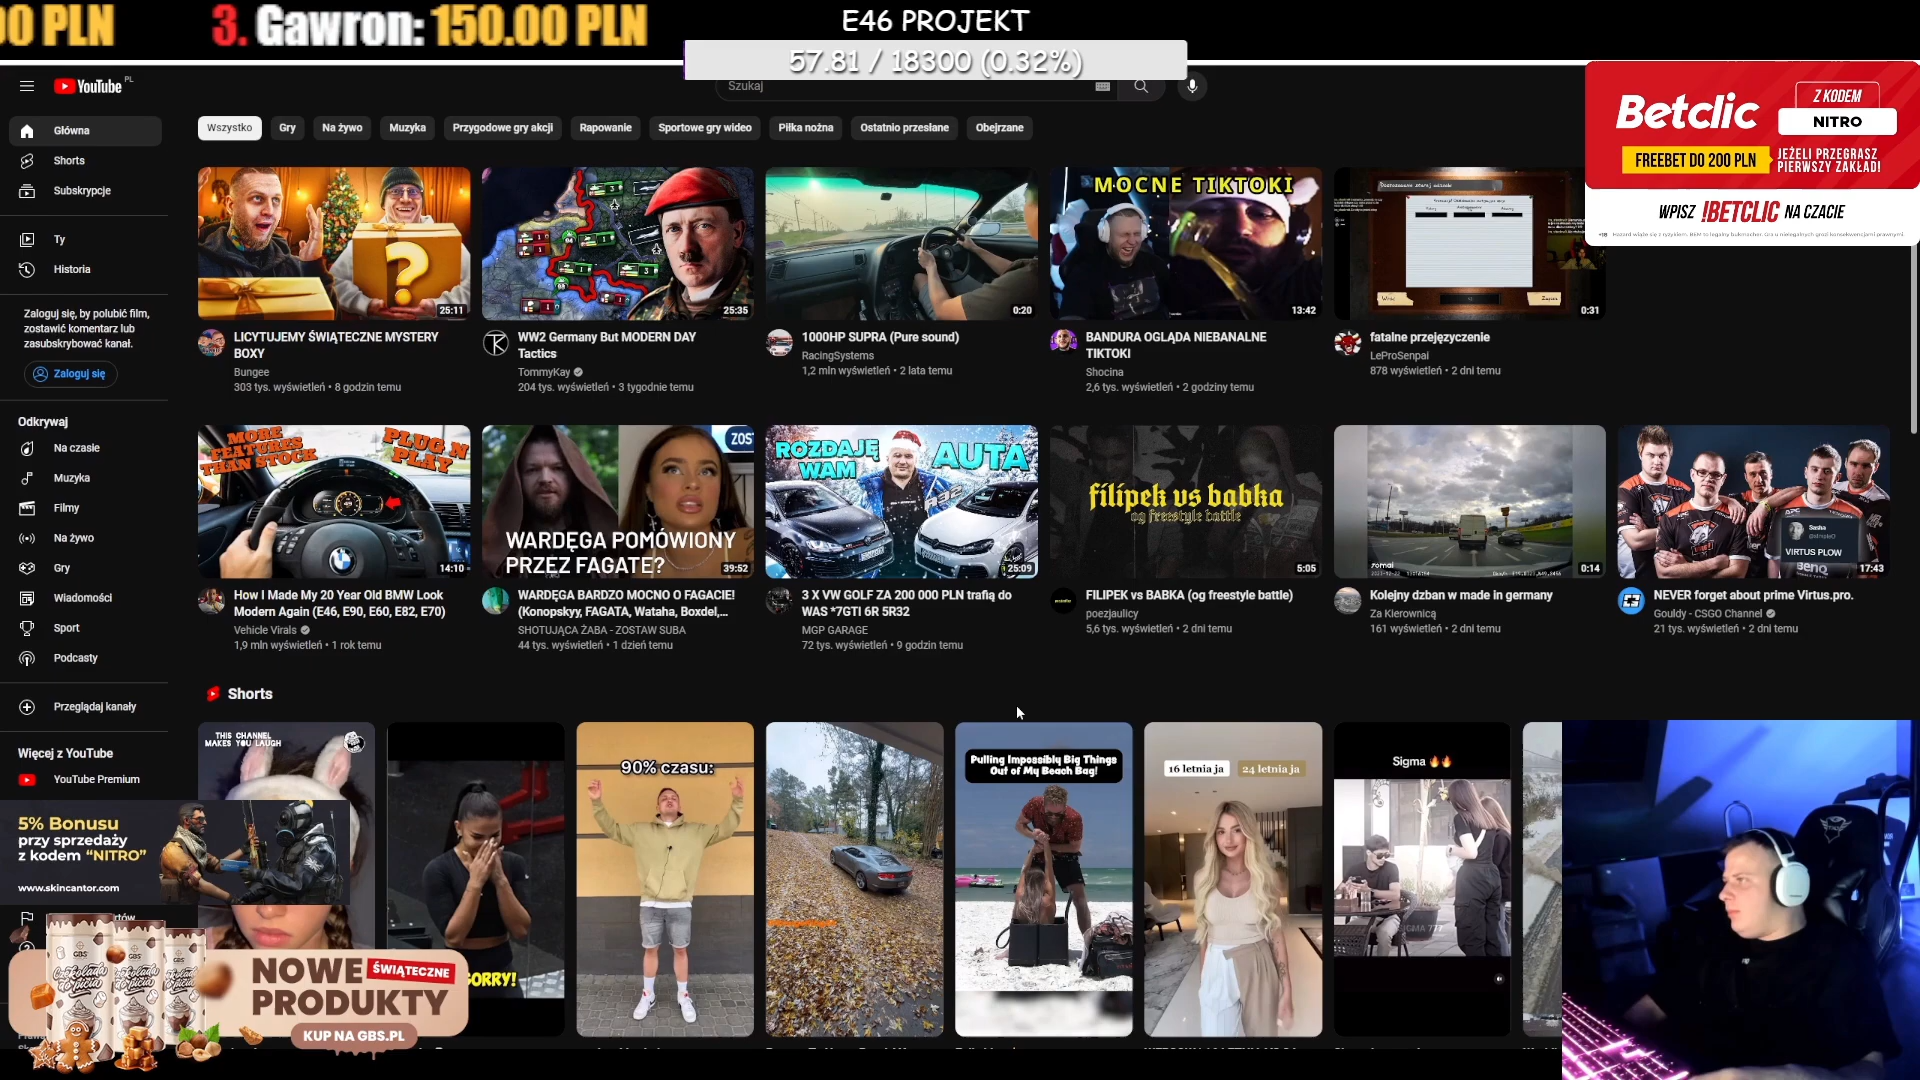 00 PLN
3. Gawron: 150.00 PLN
E46 PROJEKT
57.81 / 18300 (0.32%)
YouTube PL
Szukaj
Betclic
Z KODEM
NITRO
FREEBET DO 200 PLN
JEŻELI PRZEGRASZ
PIERWSZY ZAKŁAD!
WPISZ !BETCLIC NA CZACIE
Główna
Shorts
Subskrypcje
Ty
Historia
Zaloguj się, by polubić film,
zostawić komentarz lub
zasubskrybować kanał.
Zaloguj się
Odkrywaj
Na czasie
Muzyka
Filmy
Na żywo
Gry
Wiadomości
Sport
Podcasty
Przeglądaj kanały
Więcej z YouTube
YouTube Premium
Wszystko
Gry
Na żywo
Muzyka
Przygodowe gry akcji
Rapowanie
Sportowe gry wideo
Piłka nożna
Ostatnio przesłane
Obejrzane
25:11
LICYTUJEMY ŚWIĄTECZNE MYSTERY
BOXY
Bungee
303 tys. wyświetleń • 8 godzin temu
25:35
WW2 Germany But MODERN DAY
Tactics
TommyKay
204 tys. wyświetleń • 3 tygodnie temu
0:20
1000HP SUPRA (Pure sound)
RacingSystems
1,2 mln wyświetleń • 2 lata temu
MOCNE TIKTOKI
13:42
BANDURA OGLĄDA NIEBANALNE
TIKTOKI
Shocina
2,6 tys. wyświetleń • 2 godziny temu
0:31
fatalne przejęzyczenie
LeProSenpai
878 wyświetleń • 2 dni temu
MORE
FEATURES
THAN STOCK
PLUG N
PLAY
14:10
How I Made My 20 Year Old BMW Look
Modern Again (E46, E90, E60, E82, E70)
Vehicle Virals
1,9 mln wyświetleń • 1 rok temu
ZOS
WARDĘGA POMÓWIONY
PRZEZ FAGATE?
39:52
WARDĘGA BARDZO MOCNO O FAGACIE!
(Konopskyy, FAGATA, Wataha, Boxdel,...
SHOTUJĄCA ŻABA - ZOSTAW SUBA
44 tys. wyświetleń • 1 dzień temu
ROZDAJĘ
WAM
AUTA
25:09
3 X VW GOLF ZA 200 000 PLN trafią do
WAS *7GTI 6R 5R32
MGP GARAGE
72 tys. wyświetleń • 9 godzin temu
filipek vs babka
og freestyle battle
5:05
FILIPEK vs BABKA (og freestyle battle)
poezjaulicy
5,6 tys. wyświetleń • 2 dni temu
0:14
Kolejny dzban w made in germany
Za Kierownicą
161 wyświetleń • 2 dni temu
Sasha
VIRTUS PLOW
17:43
NEVER forget about prime Virtus.pro.
Gouldy - CSGO Channel
21 tys. wyświetleń • 2 dni temu
Shorts
THIS CHANNEL
MAKES YOU LAUGH
SORRY!
90% czasu:
Pulling Impossibly Big Things
Out of My Beach Bag!
16 letnia ja
24 letnia ja
Sigma 🔥🔥
5% Bonusu
przy sprzedaży
z kodem “NITRO”
www.skincantor.com
NOWE ŚWIĄTECZNE
PRODUKTY
KUP NA GBS.PL